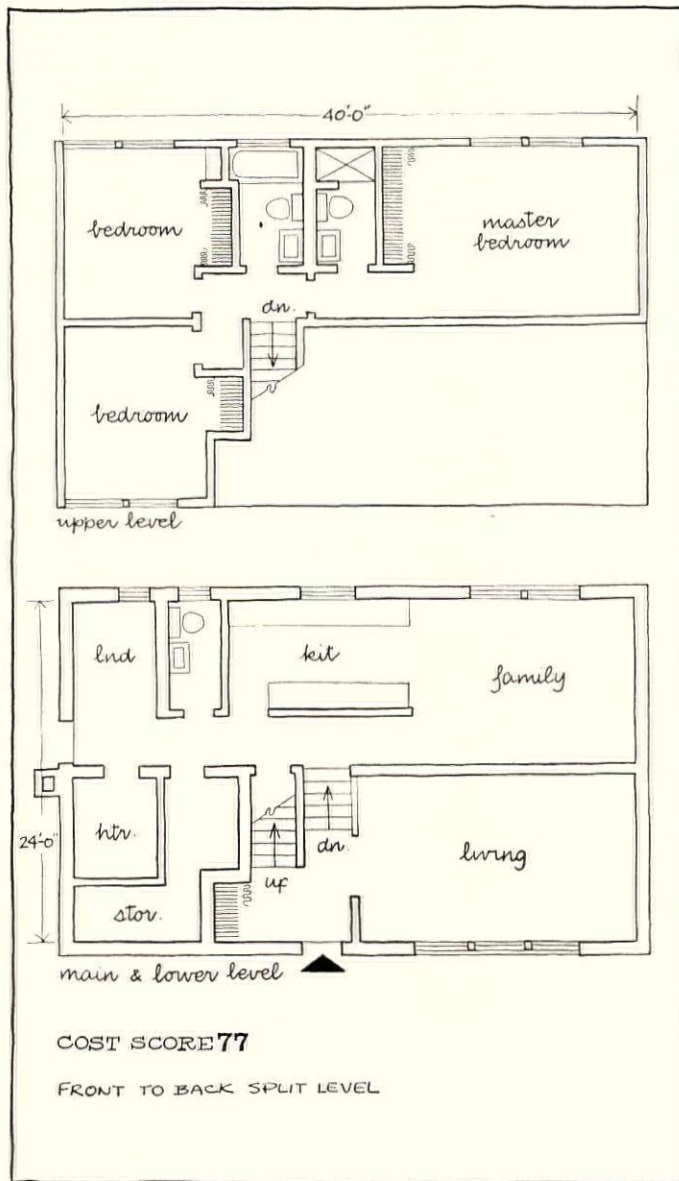 40'-0"
bedroom
master
bedroom
dn.
bedroom
upper level
lnd
kit
family
htr.
24'-0"
living
dn.
up
stor.
main & lower level
COST SCORE 77
FRONT TO BACK SPLIT LEVEL